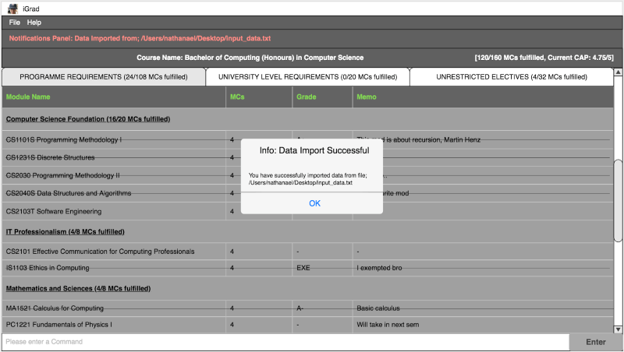 iGrad
File Help
Notifications Panel: Data Imported from; /Users/nathanael/Desktop/input_data.txt
Course Name: Bachelor of Computing (Honours) in Computer Science [120/160 MCs fulfilled, Current CAP: 4.75/5]
PROGRAMME REQUIREMENTS (24/108 MCs fulfilled) UNIVERSITY LEVEL REQUIREMENTS (0/20 MCs fulfilled) UNRESTRICTED ELECTIVES (4/32 MCs fulfilled)
Module Name MCs Grade Memo
Computer Science Foundation (16/20 MCs fulfilled)
CS1101S Programming Methodology I 4 is about recursion, Martin Henz
CS1231S Discrete Structures 4
CS2030 Programming Methodology II 4
CS2040S Data Structures and Algorithms 4 mod
CS2103T Software Engineering 4
Info: Data Import Successful
You have successfully imported data from file;
/Users/nathanael/Desktop/input_data.txt
OK
IT Professionalism (4/8 MCs fulfilled)
CS2101 Effective Communication for Computing Professionals 4 - -
IS1103 Ethics in Computing 4 EXE I exempted bro
Mathematics and Sciences (4/8 MCs fulfilled)
MA1521 Calculus for Computing 4 A- Basic calculus
PC1221 Fundamentals of Physics I 4 - Will take in next sem
Please enter a Command Enter